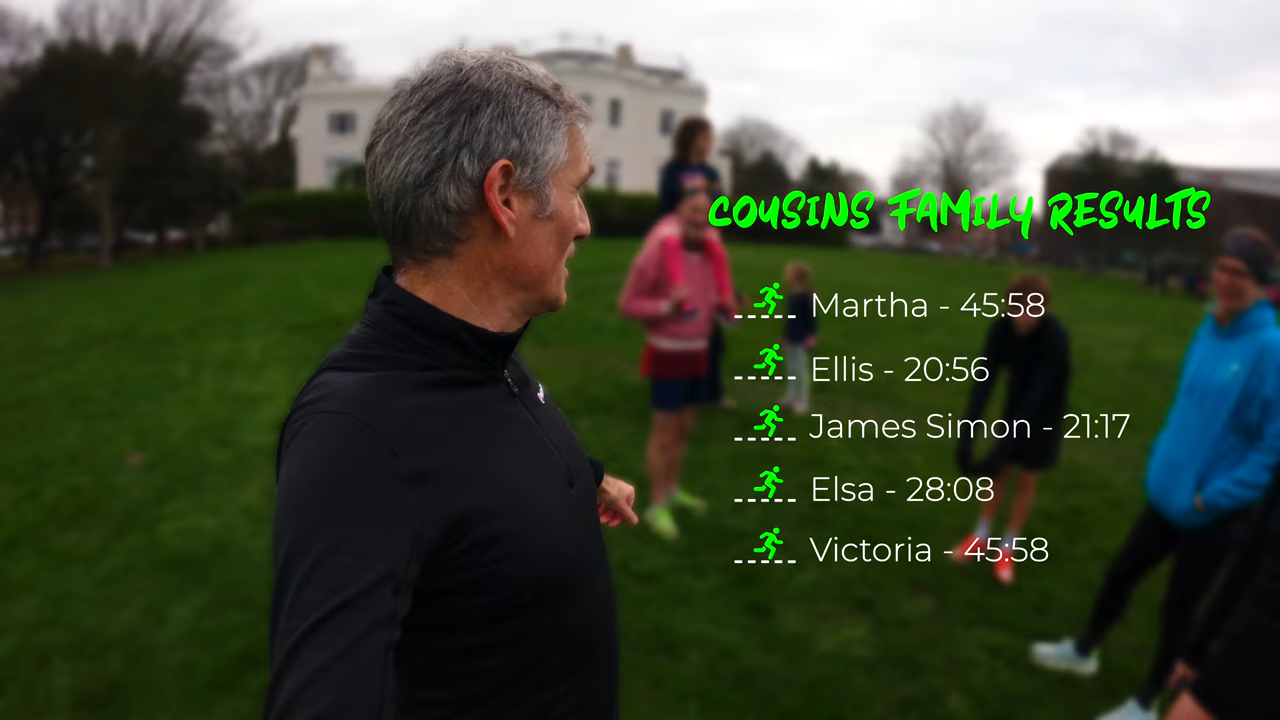 COUSINS FAMILY RESULTS
Martha - 45:58
Ellis - 20:56
James Simon - 21:17
Elsa - 28:08
Victoria - 45:58